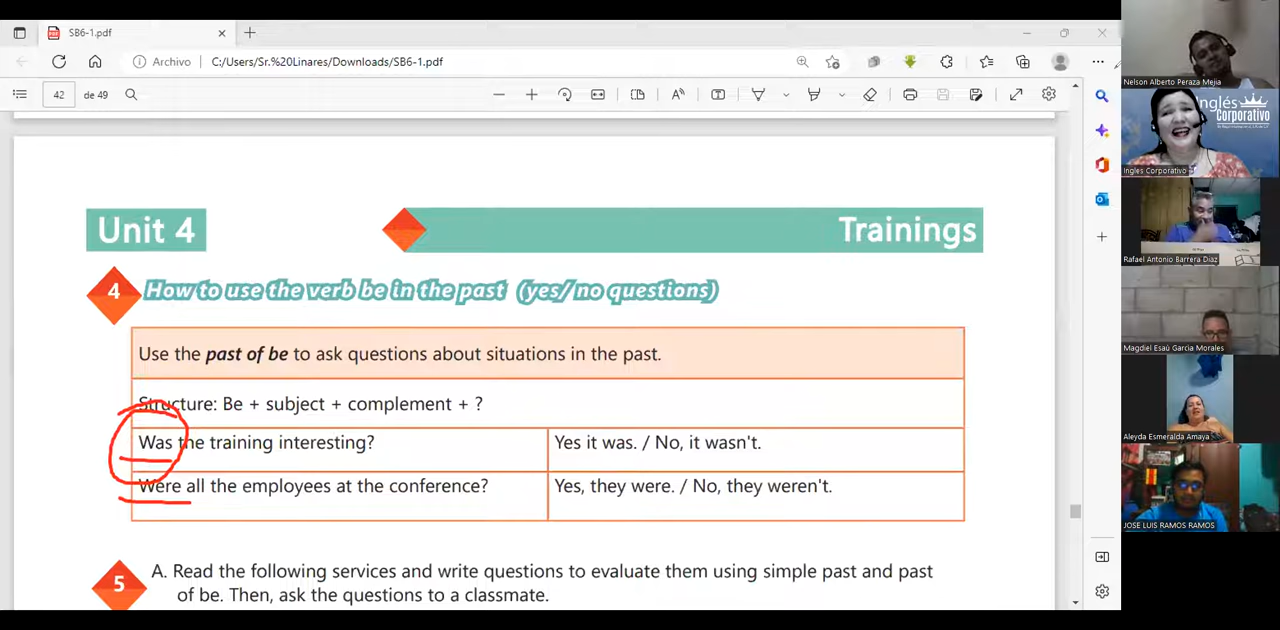 SB6-1.pdf
Archivo
C:/Users/Sr.%20Linares/Downloads/SB6-1.pdf
42 de 49
Unit 4
Trainings
4 How to use the verb be in the past (yes/no questions)
Use the past of be to ask questions about situations in the past.
Structure: Be + subject + complement + ?
Was the training interesting?
Yes it was. / No, it wasn't.
Were all the employees at the conference?
Yes, they were. / No, they weren't.
5 A. Read the following services and write questions to evaluate them using simple past and past
of be. Then, ask the questions to a classmate.
Nelson Alberto Peraza Mejia
Inglés
Corporativo
Ingles Corporativo
Rafael Antonio Barrera Diaz
Magdiel Esaú Garcia Morales
Aleyda Esmeralda Amaya
JOSE LUIS RAMOS RAMOS